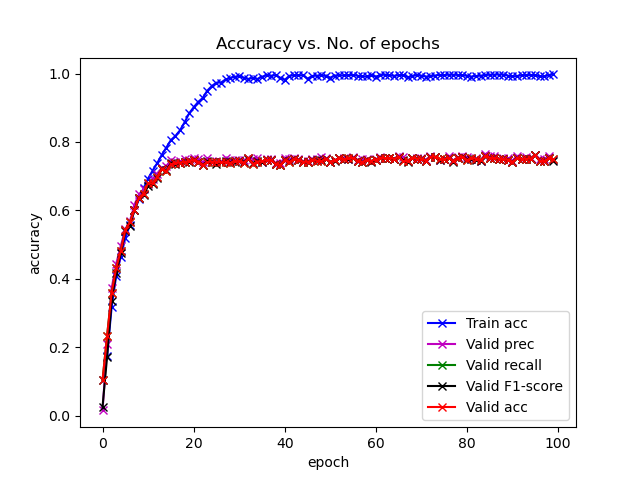 Accuracy vs. No. of epochs
1.0
0.8
0.6
0.4
0.2
0.0
accuracy
0 20 40 60 80 100
epoch
Train acc
Valid prec
Valid recall
Valid F1-score
Valid acc